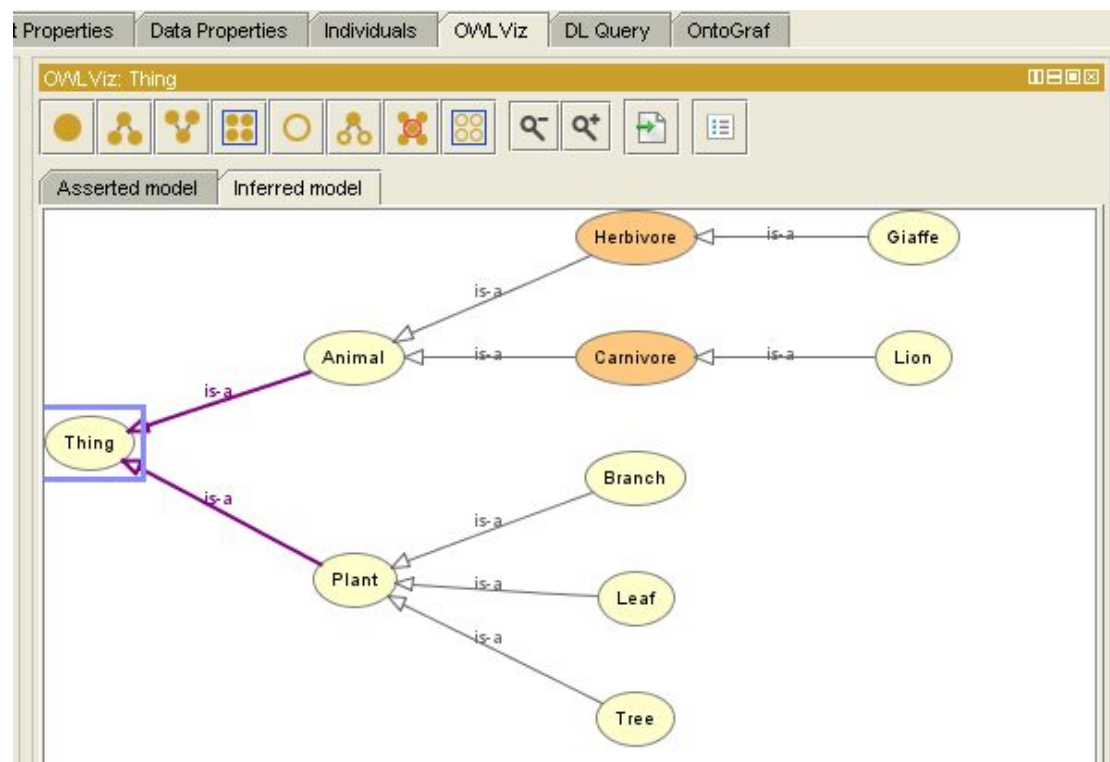 t Properties Data Properties Individuals OWLViz DL Query OntoGraf
OWLViz: Thing
Asserted model Inferred model
Herbivore is-a Giaffe
is-a
Animal is-a Carnivore is-a Lion
is-a
Thing
Branch
is-a
is-a
Plant is-a Leaf
is-a
Tree